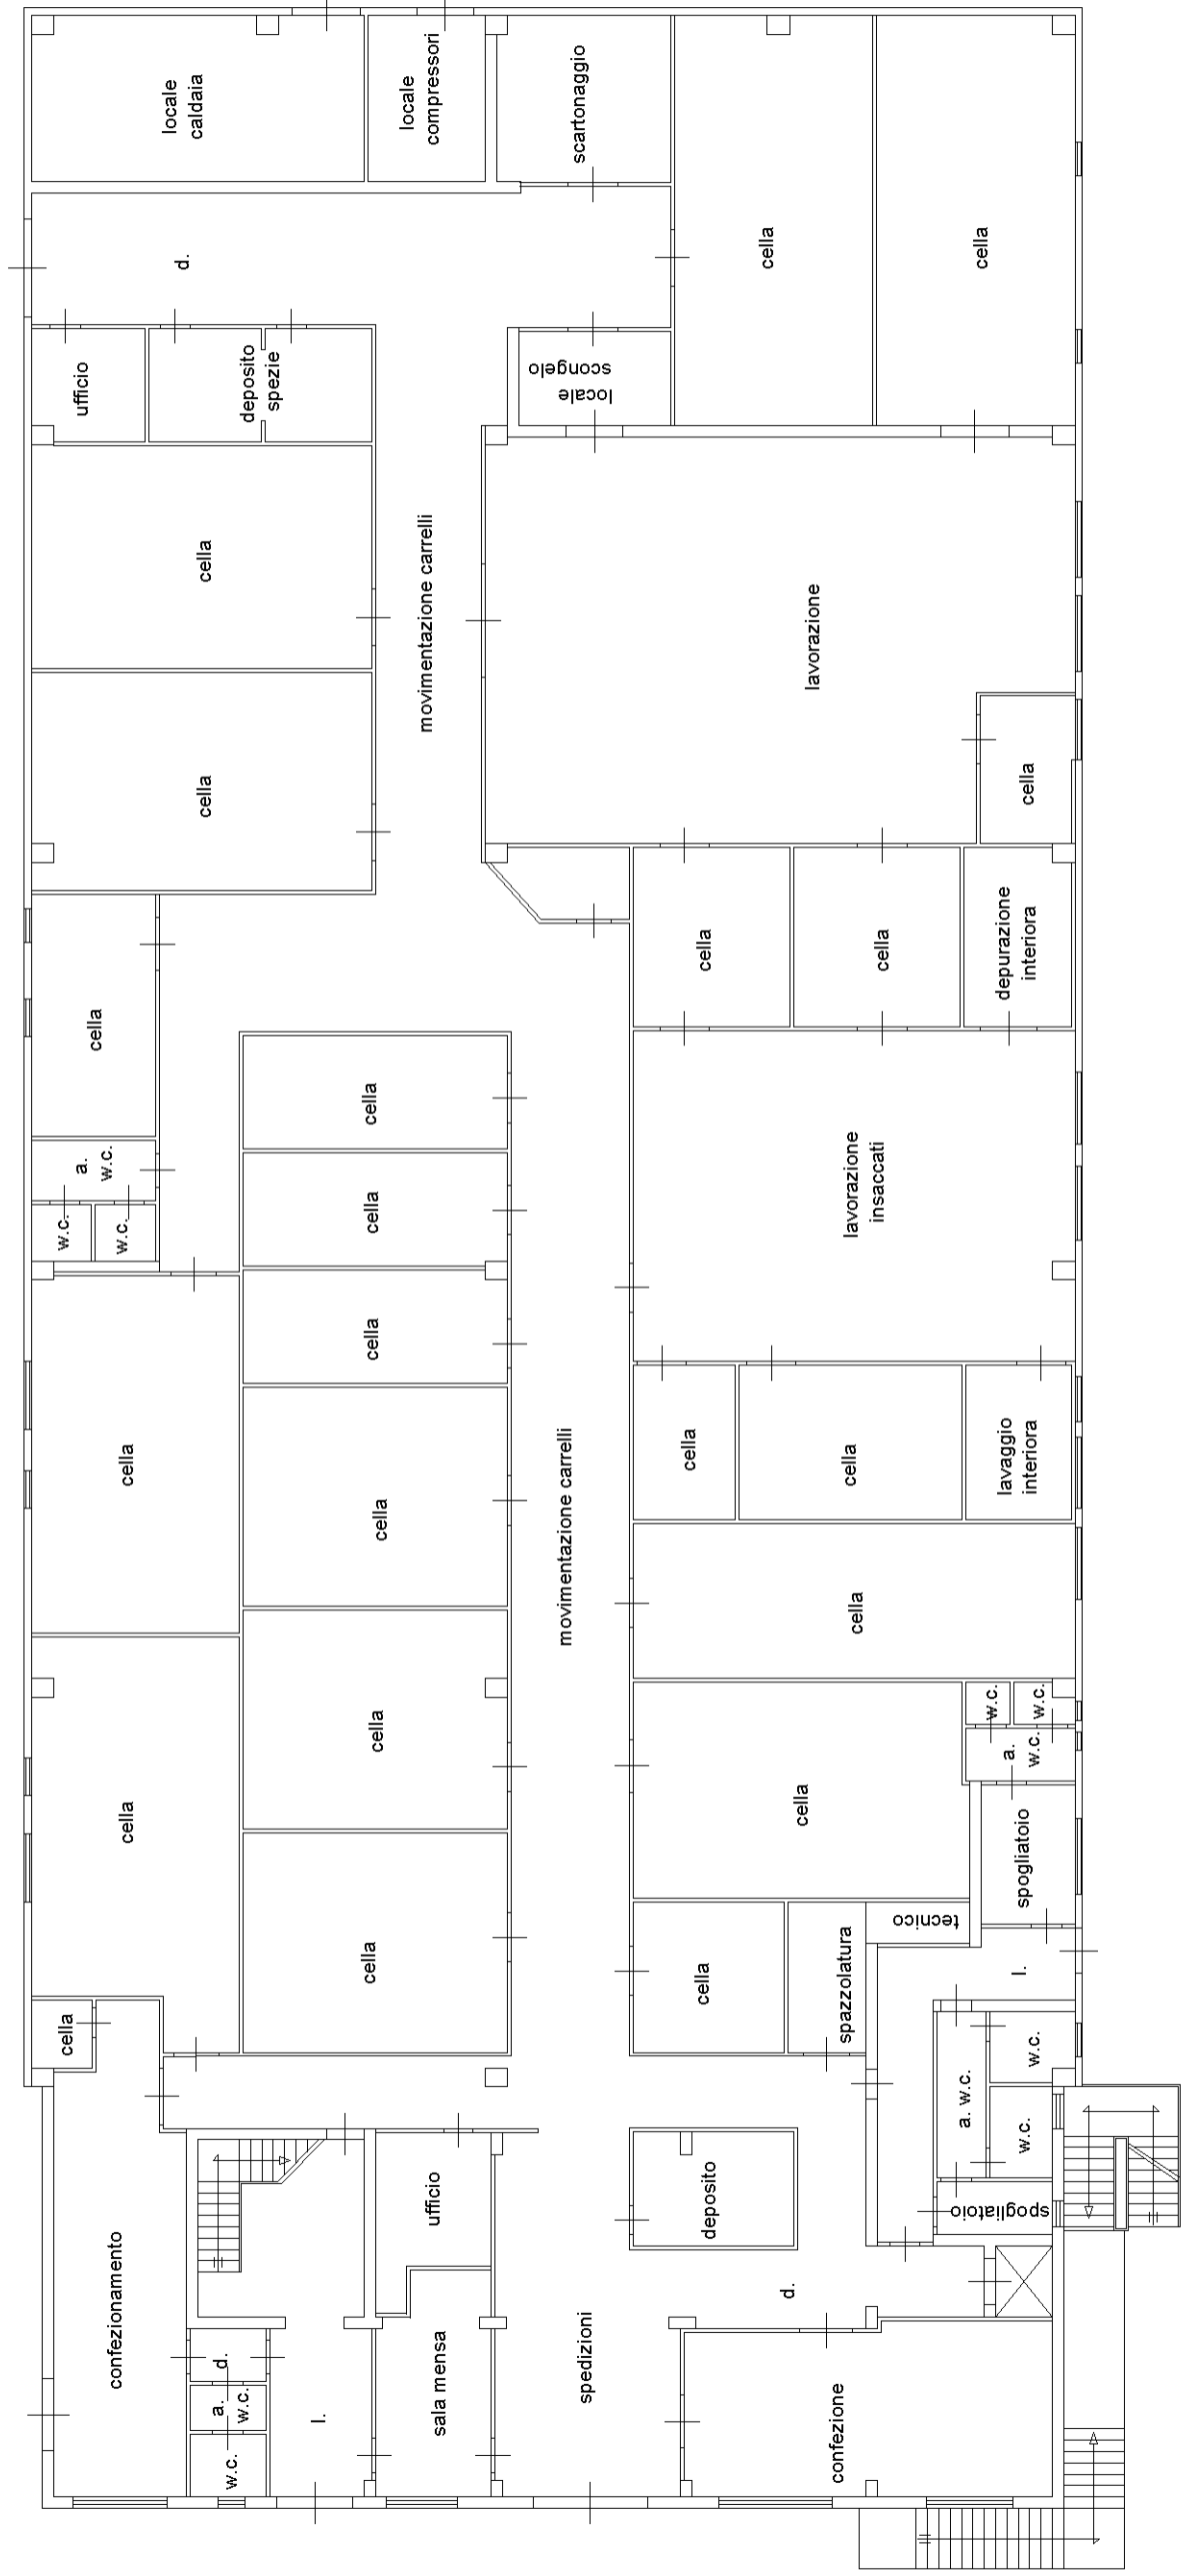 locale
caldaia
locale
compressori
scartonaggio
d.
cella
cella
ufficio
deposito
spezie
locale
scongelo
cella
movimentazione carrelli
lavorazione
cella
cella
cella
cella
cella
depurazione
interiora
cella
a.
w.c.
w.c.
w.c.
cella
cella
lavorazione
insaccati
cella
cella
cella
movimentazione carrelli
cella
cella
lavaggio
interiora
cella
cella
w.c.
w.c.
a.
w.c.
cella
cella
spogliatoio
cella
cella
spazzolatura
tecnico
l.
cella
w.c.
a. w.c.
w.c.
ufficio
deposito
spogliatoio
confezionamento
d.
d.
a.
w.c.
w.c.
l.
sala mensa
spedizioni
confezione